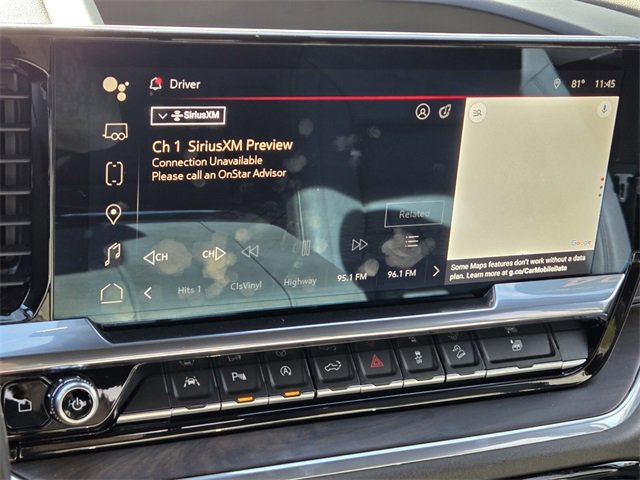 Driver
81° 11:45
SiriusXM
Ch 1 SiriusXM Preview
Connection Unavailable
Please call an OnStar Advisor
Related
CH CH
Hits 1 ClsVinyl Highway 95.1 FM 96.1 FM
Google
Some Maps features don't work without a data
plan. Learn more at g.co/CarMobileData
P
A